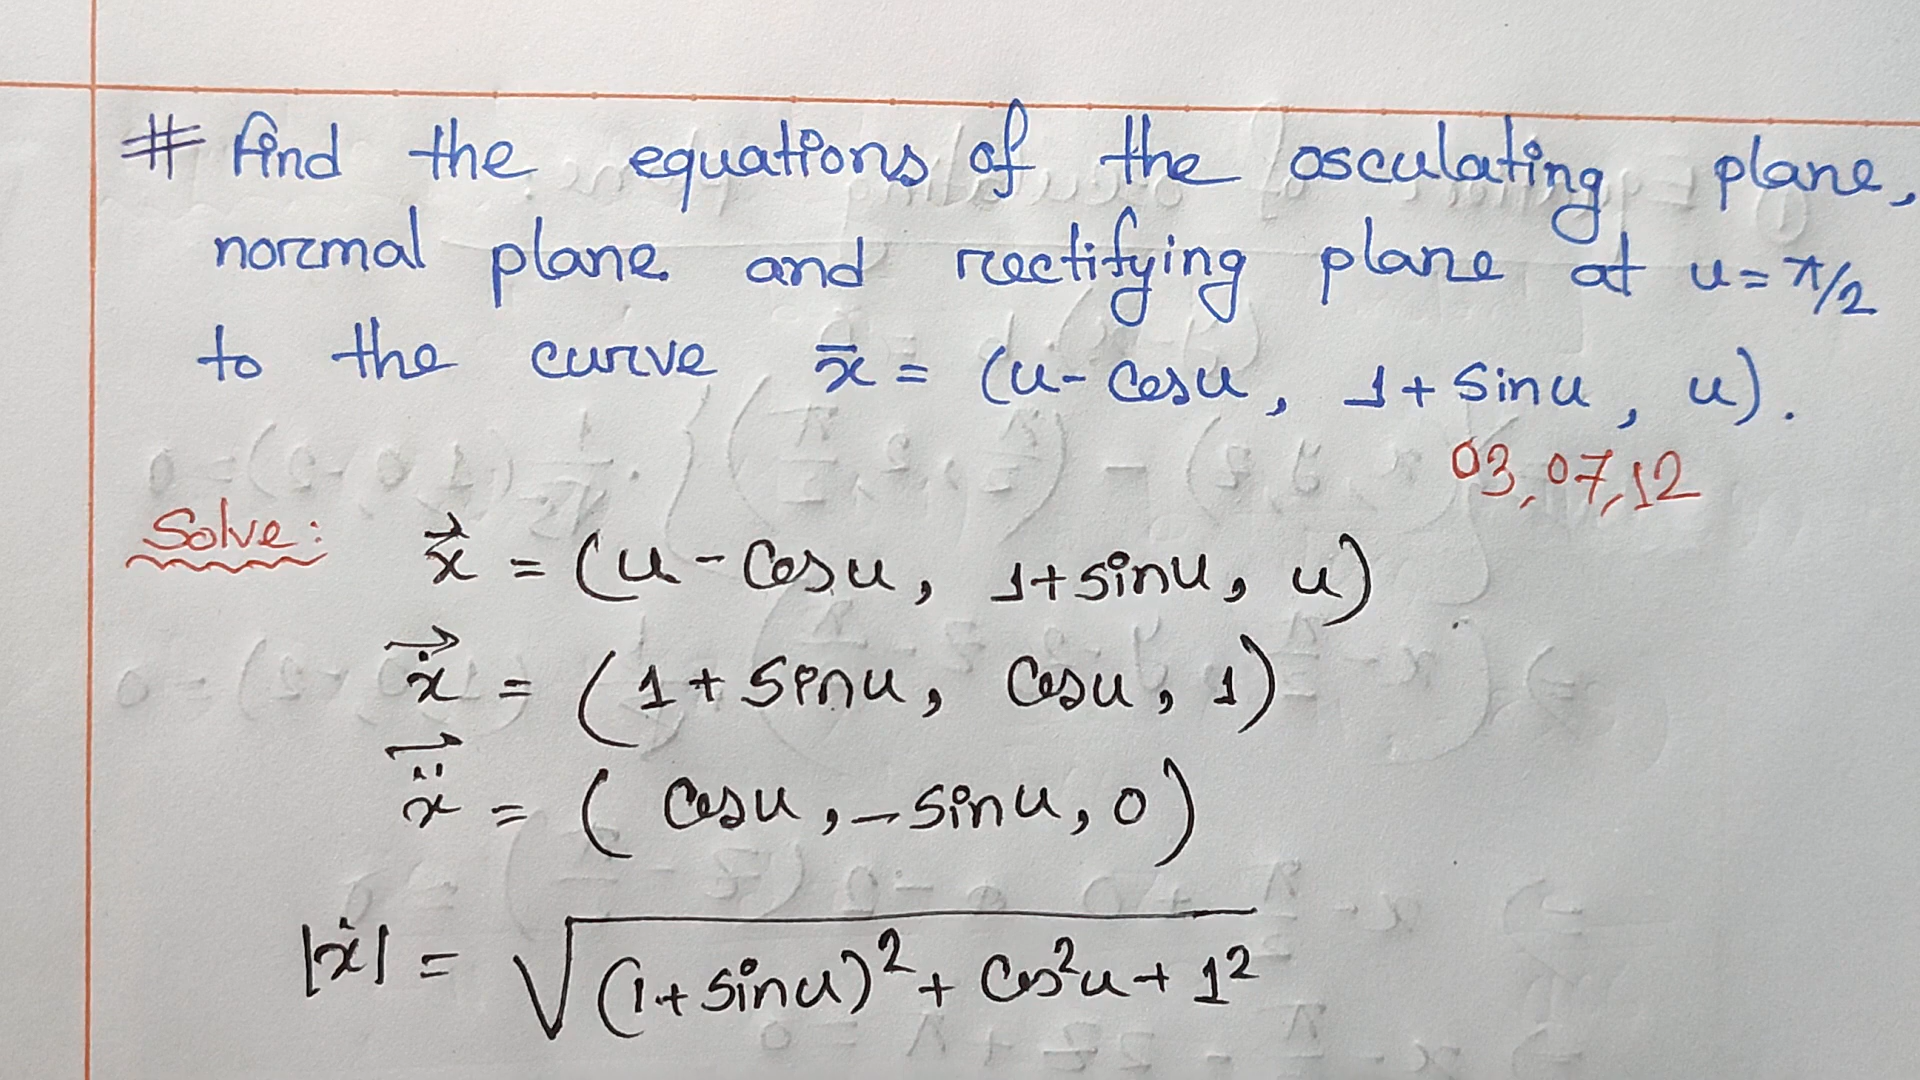 # Find the equations of the osculating plane,
normal plane and rectifying plane at u = π/2
to the curve x̄ = (u - cosu, 1 + sinu, u).
03, 07, 12
Solve: x⃗ = (u - cosu, 1 + sinu, u)
ẋ⃗ = (1 + sinu, cosu, 1)
ẍ⃗ = (cosu, -sinu, 0)
|ẋ| = √((1 + sinu)² + cos²u + 1²)